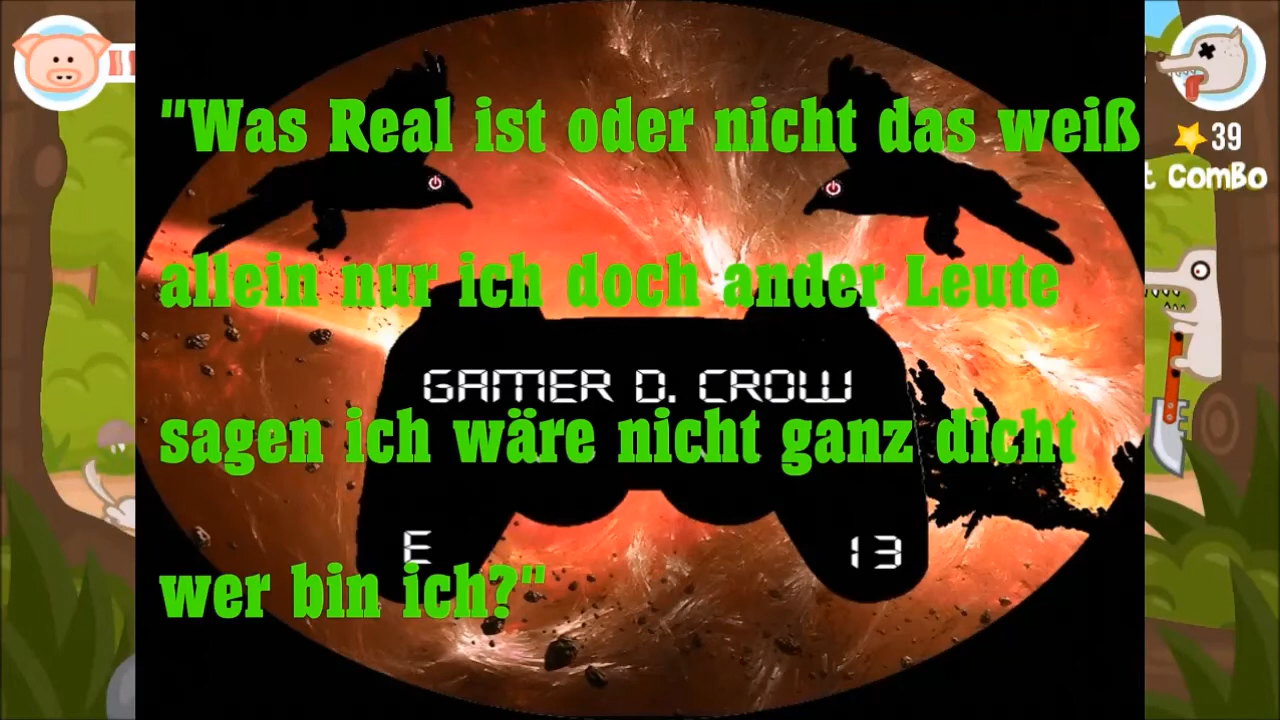 "Was Real ist oder nicht das weiß
allein nur ich doch ander Leute
GAMER D. CROW
sagen ich wäre nicht ganz dicht
E 13
wer bin ich?"
39
t ComBo